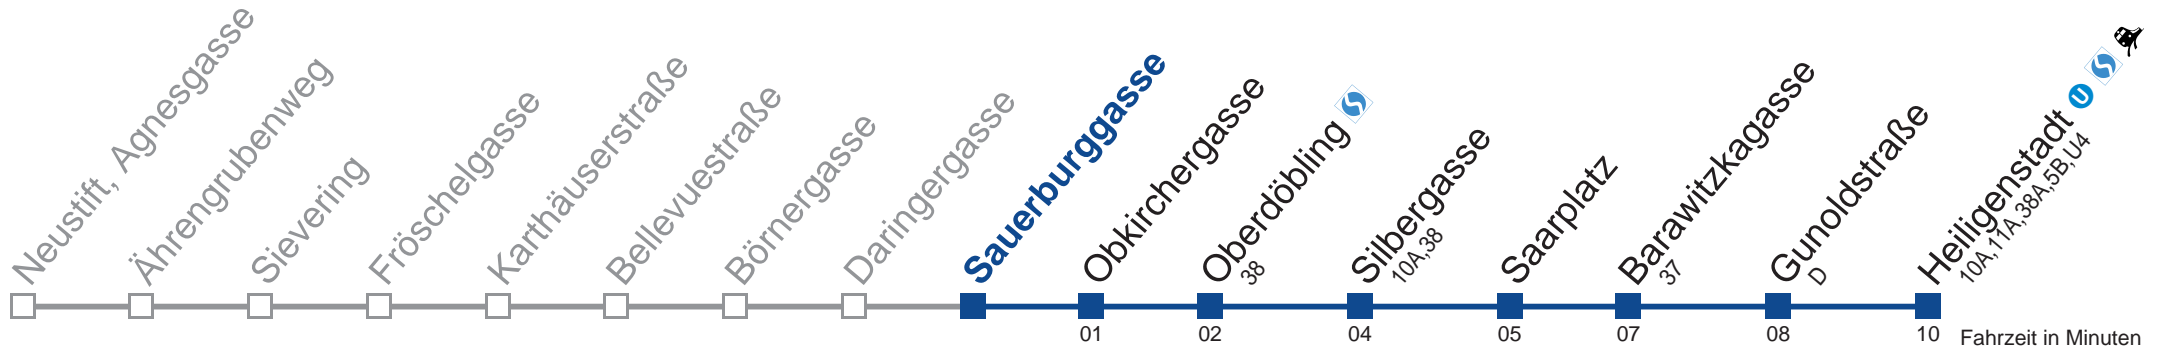 Neustift, Agnesgasse
Ährengrubenweg
Sievering
Fröschelgasse
Karthäuserstraße
Bellevuestraße
Börnergasse
Daringergasse
Sauerburggasse
Obkirchergasse
01
Oberdöbling
38
02
Silbergasse
10A,38
04
Saarplatz
05
Barawitzkagasse
37
07
Gunoldstraße
D
08
Heiligenstadt U
10A,11A,38A,5B,U4
10
Fahrzeit in Minuten